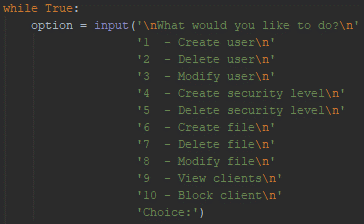 while True:
option = input('\nWhat would you like to do?\n'
'1  - Create user\n'
'2  - Delete user\n'
'3  - Modify user\n'
'4  - Create security level\n'
'5  - Delete security level\n'
'6  - Create file\n'
'7  - Delete file\n'
'8  - Modify file\n'
'9  - View clients\n'
'10 - Block client\n'
'Choice:')